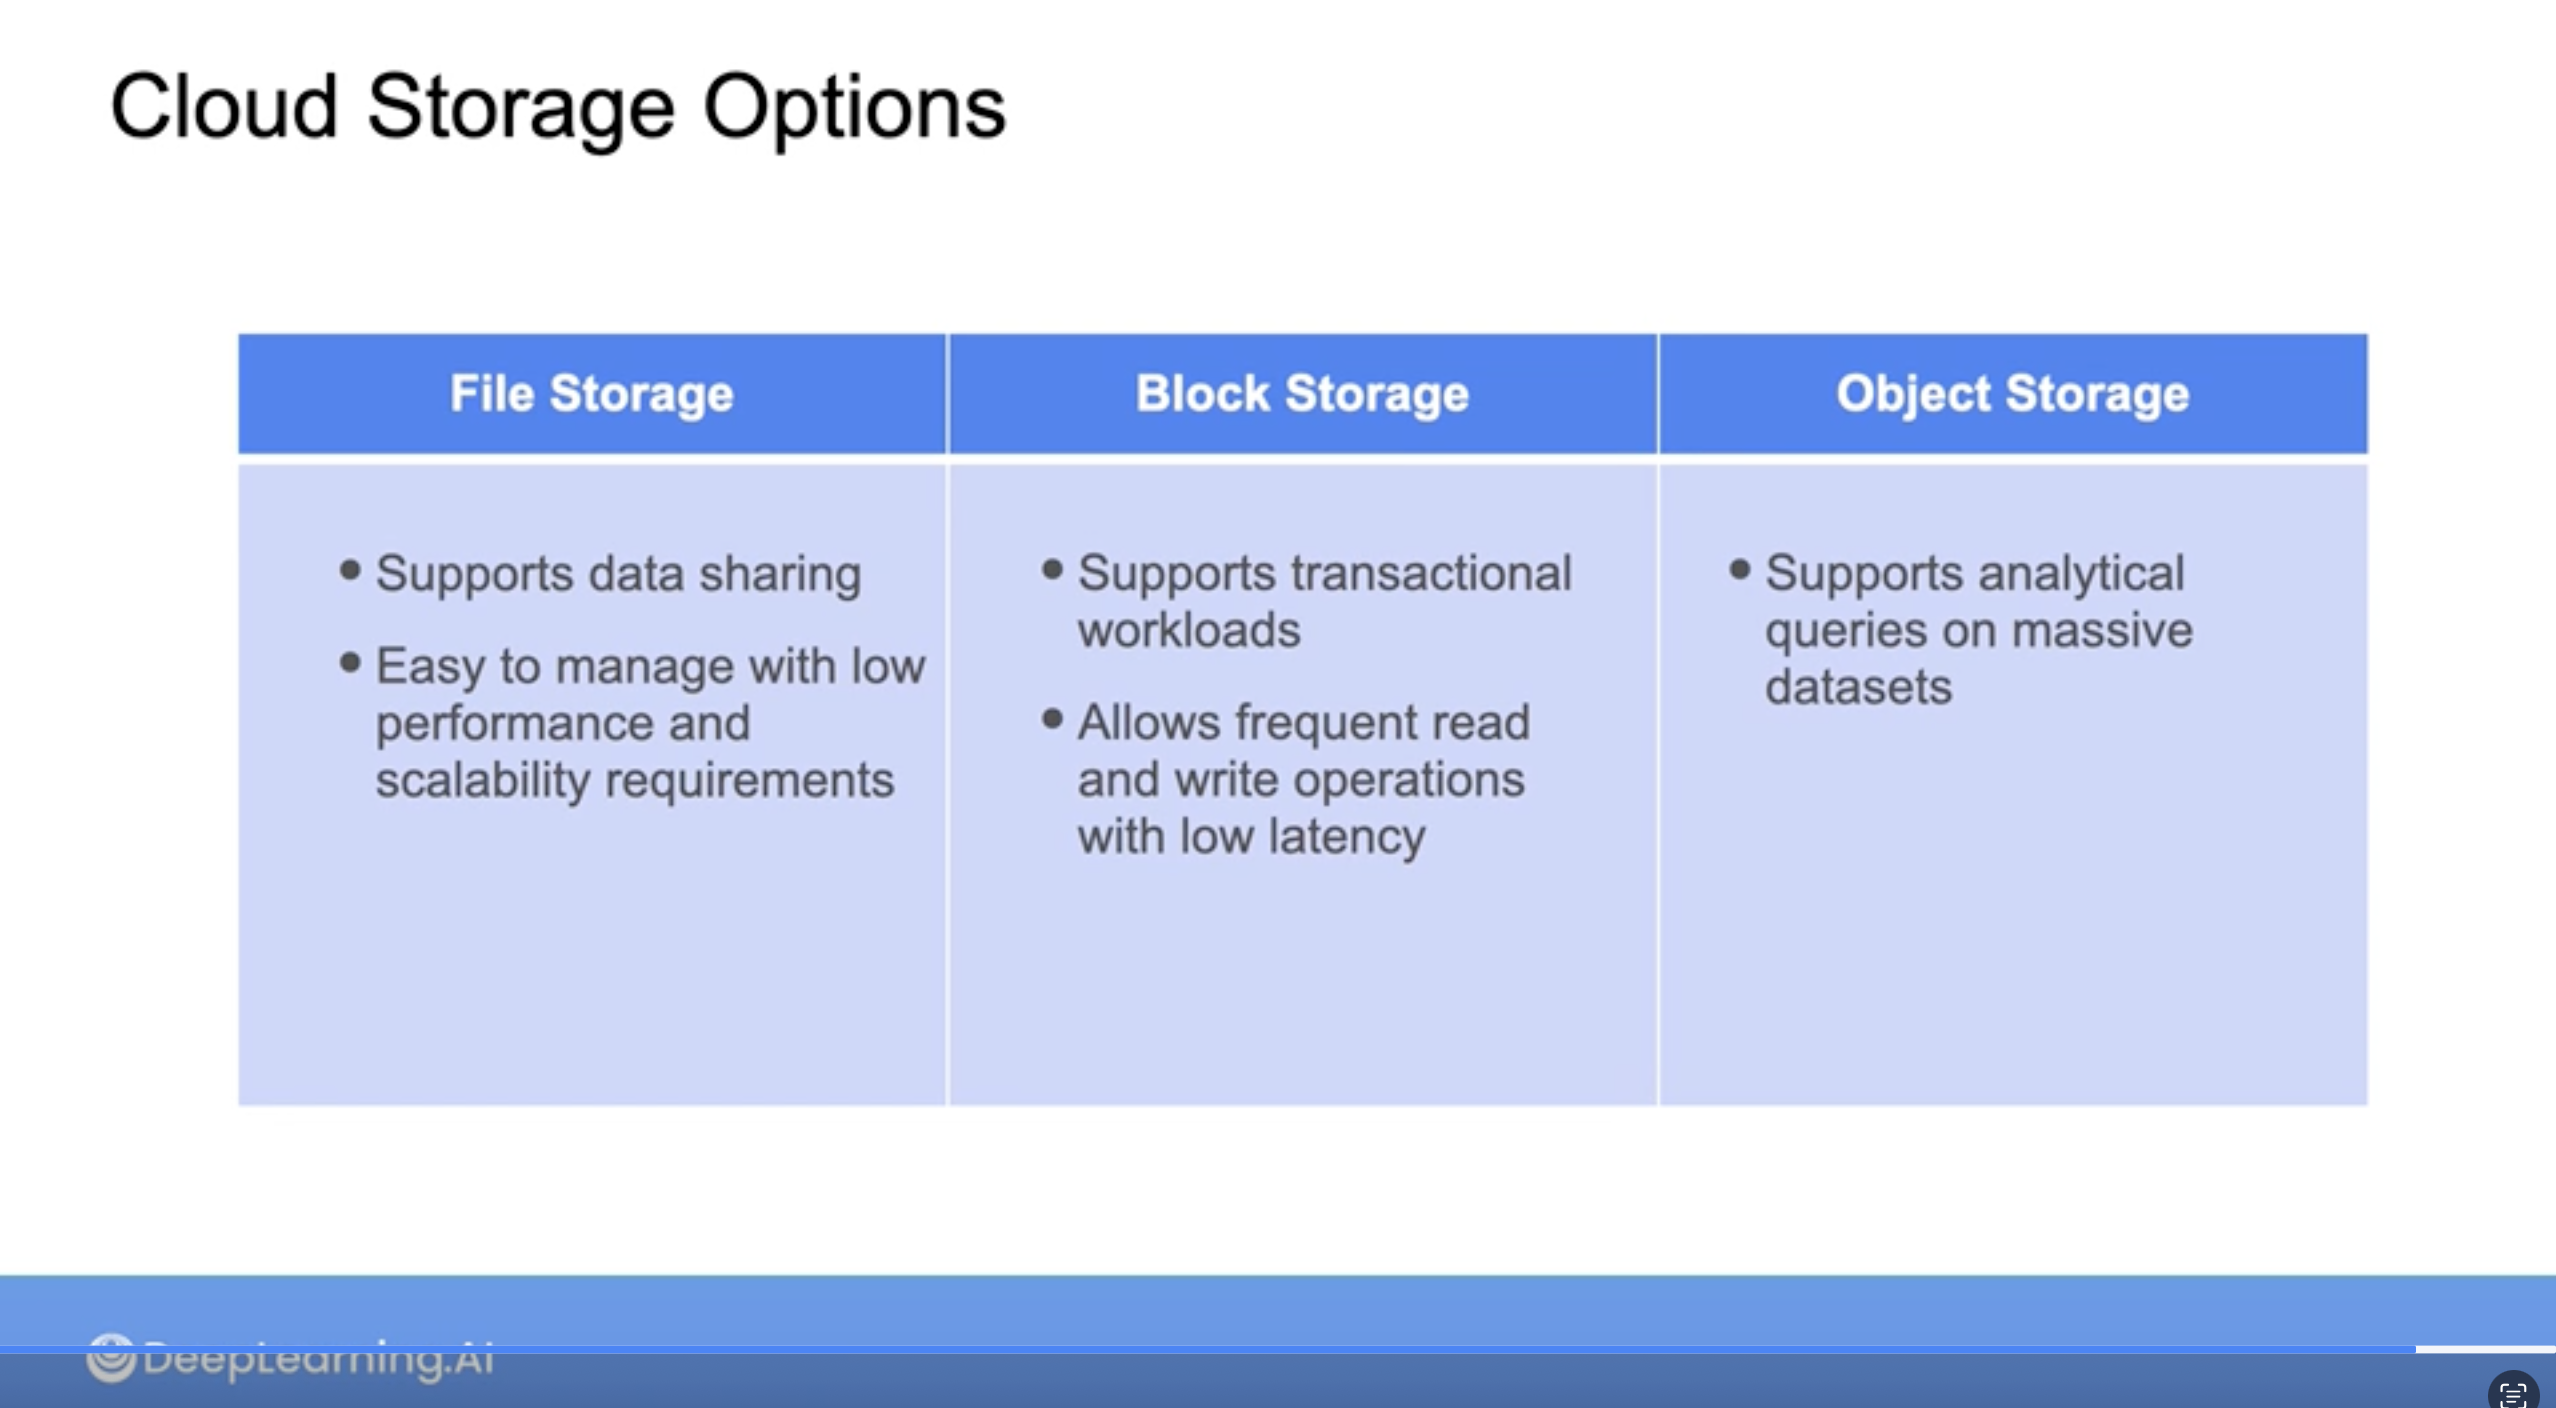 Cloud Storage Options
File Storage
Block Storage
Object Storage
• Supports data sharing
• Easy to manage with low
performance and
scalability requirements
• Supports transactional
workloads
• Allows frequent read
and write operations
with low latency
• Supports analytical
queries on massive
datasets
DeepLearning.AI